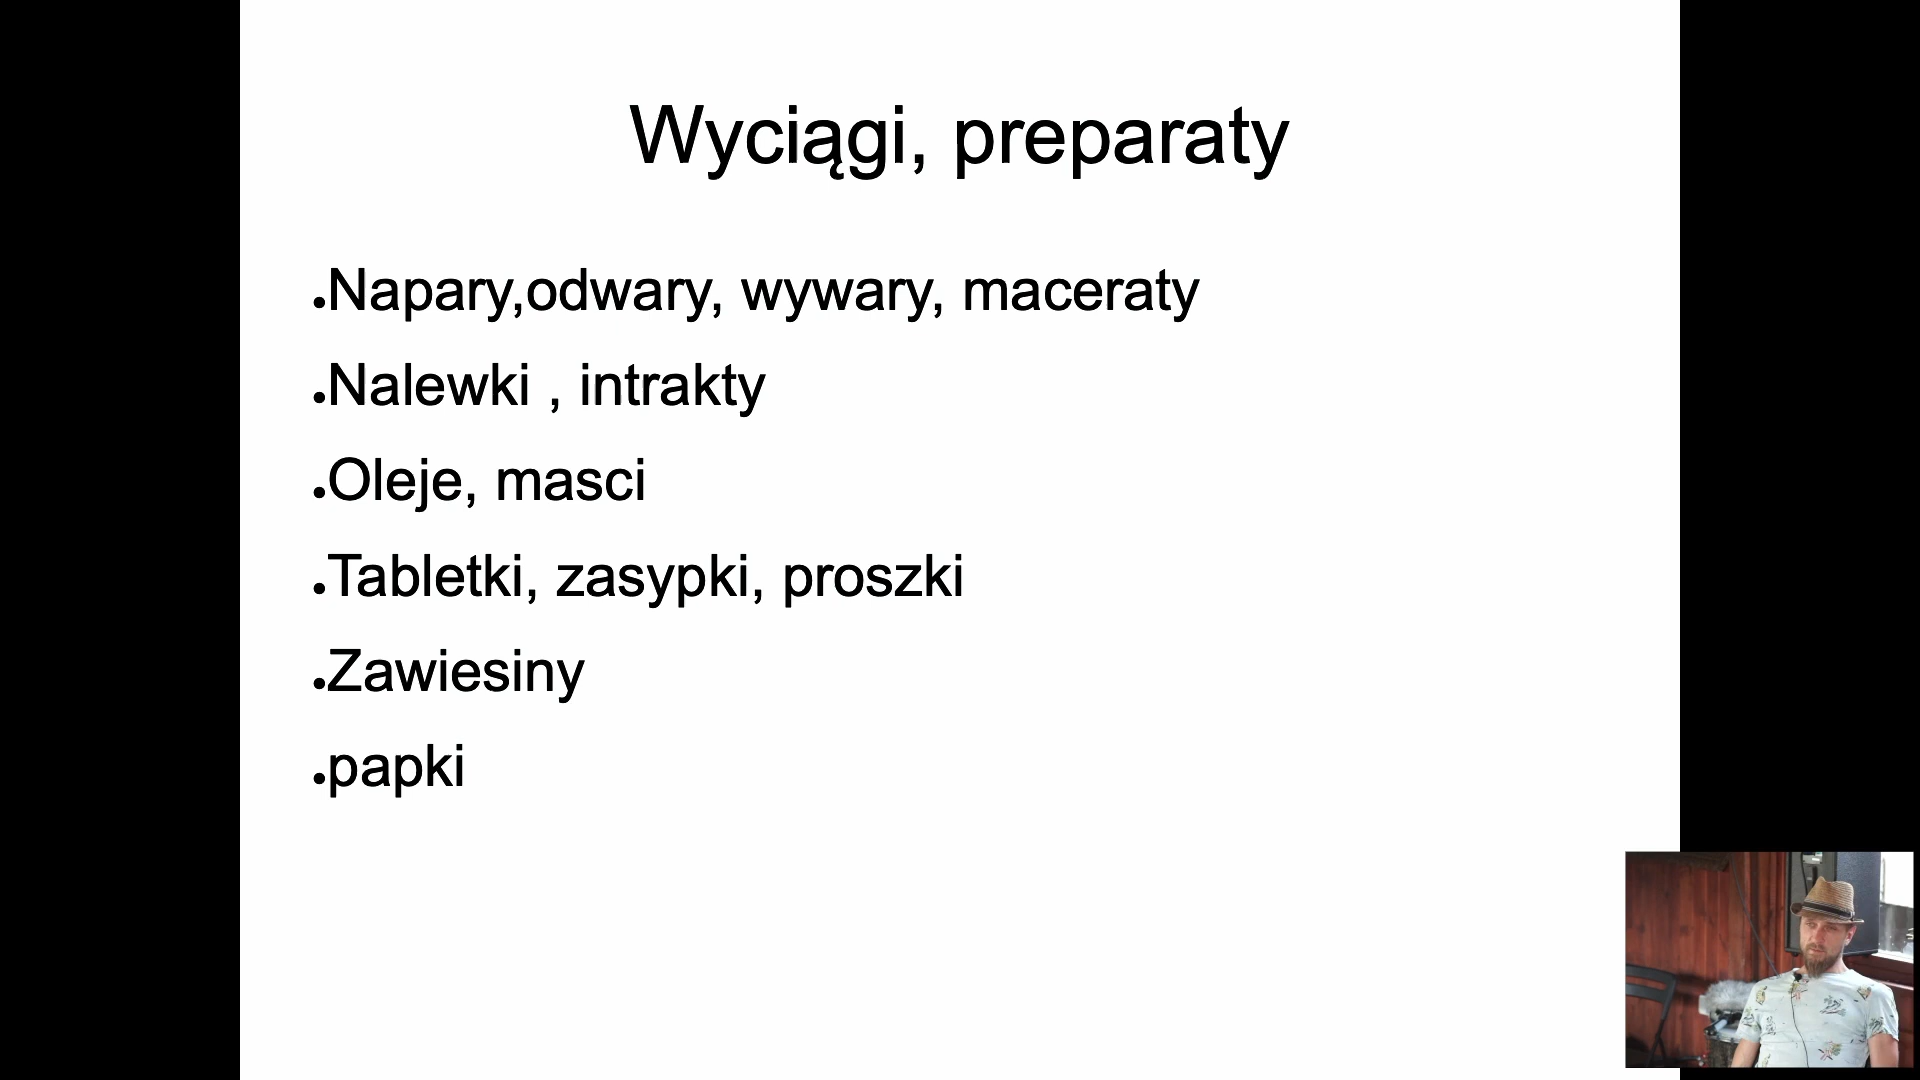 Wyciągi, preparaty
●Napary,odwary, wywary, maceraty
●Nalewki , intrakty
●Oleje, masci
●Tabletki, zasypki, proszki
●Zawiesiny
●papki